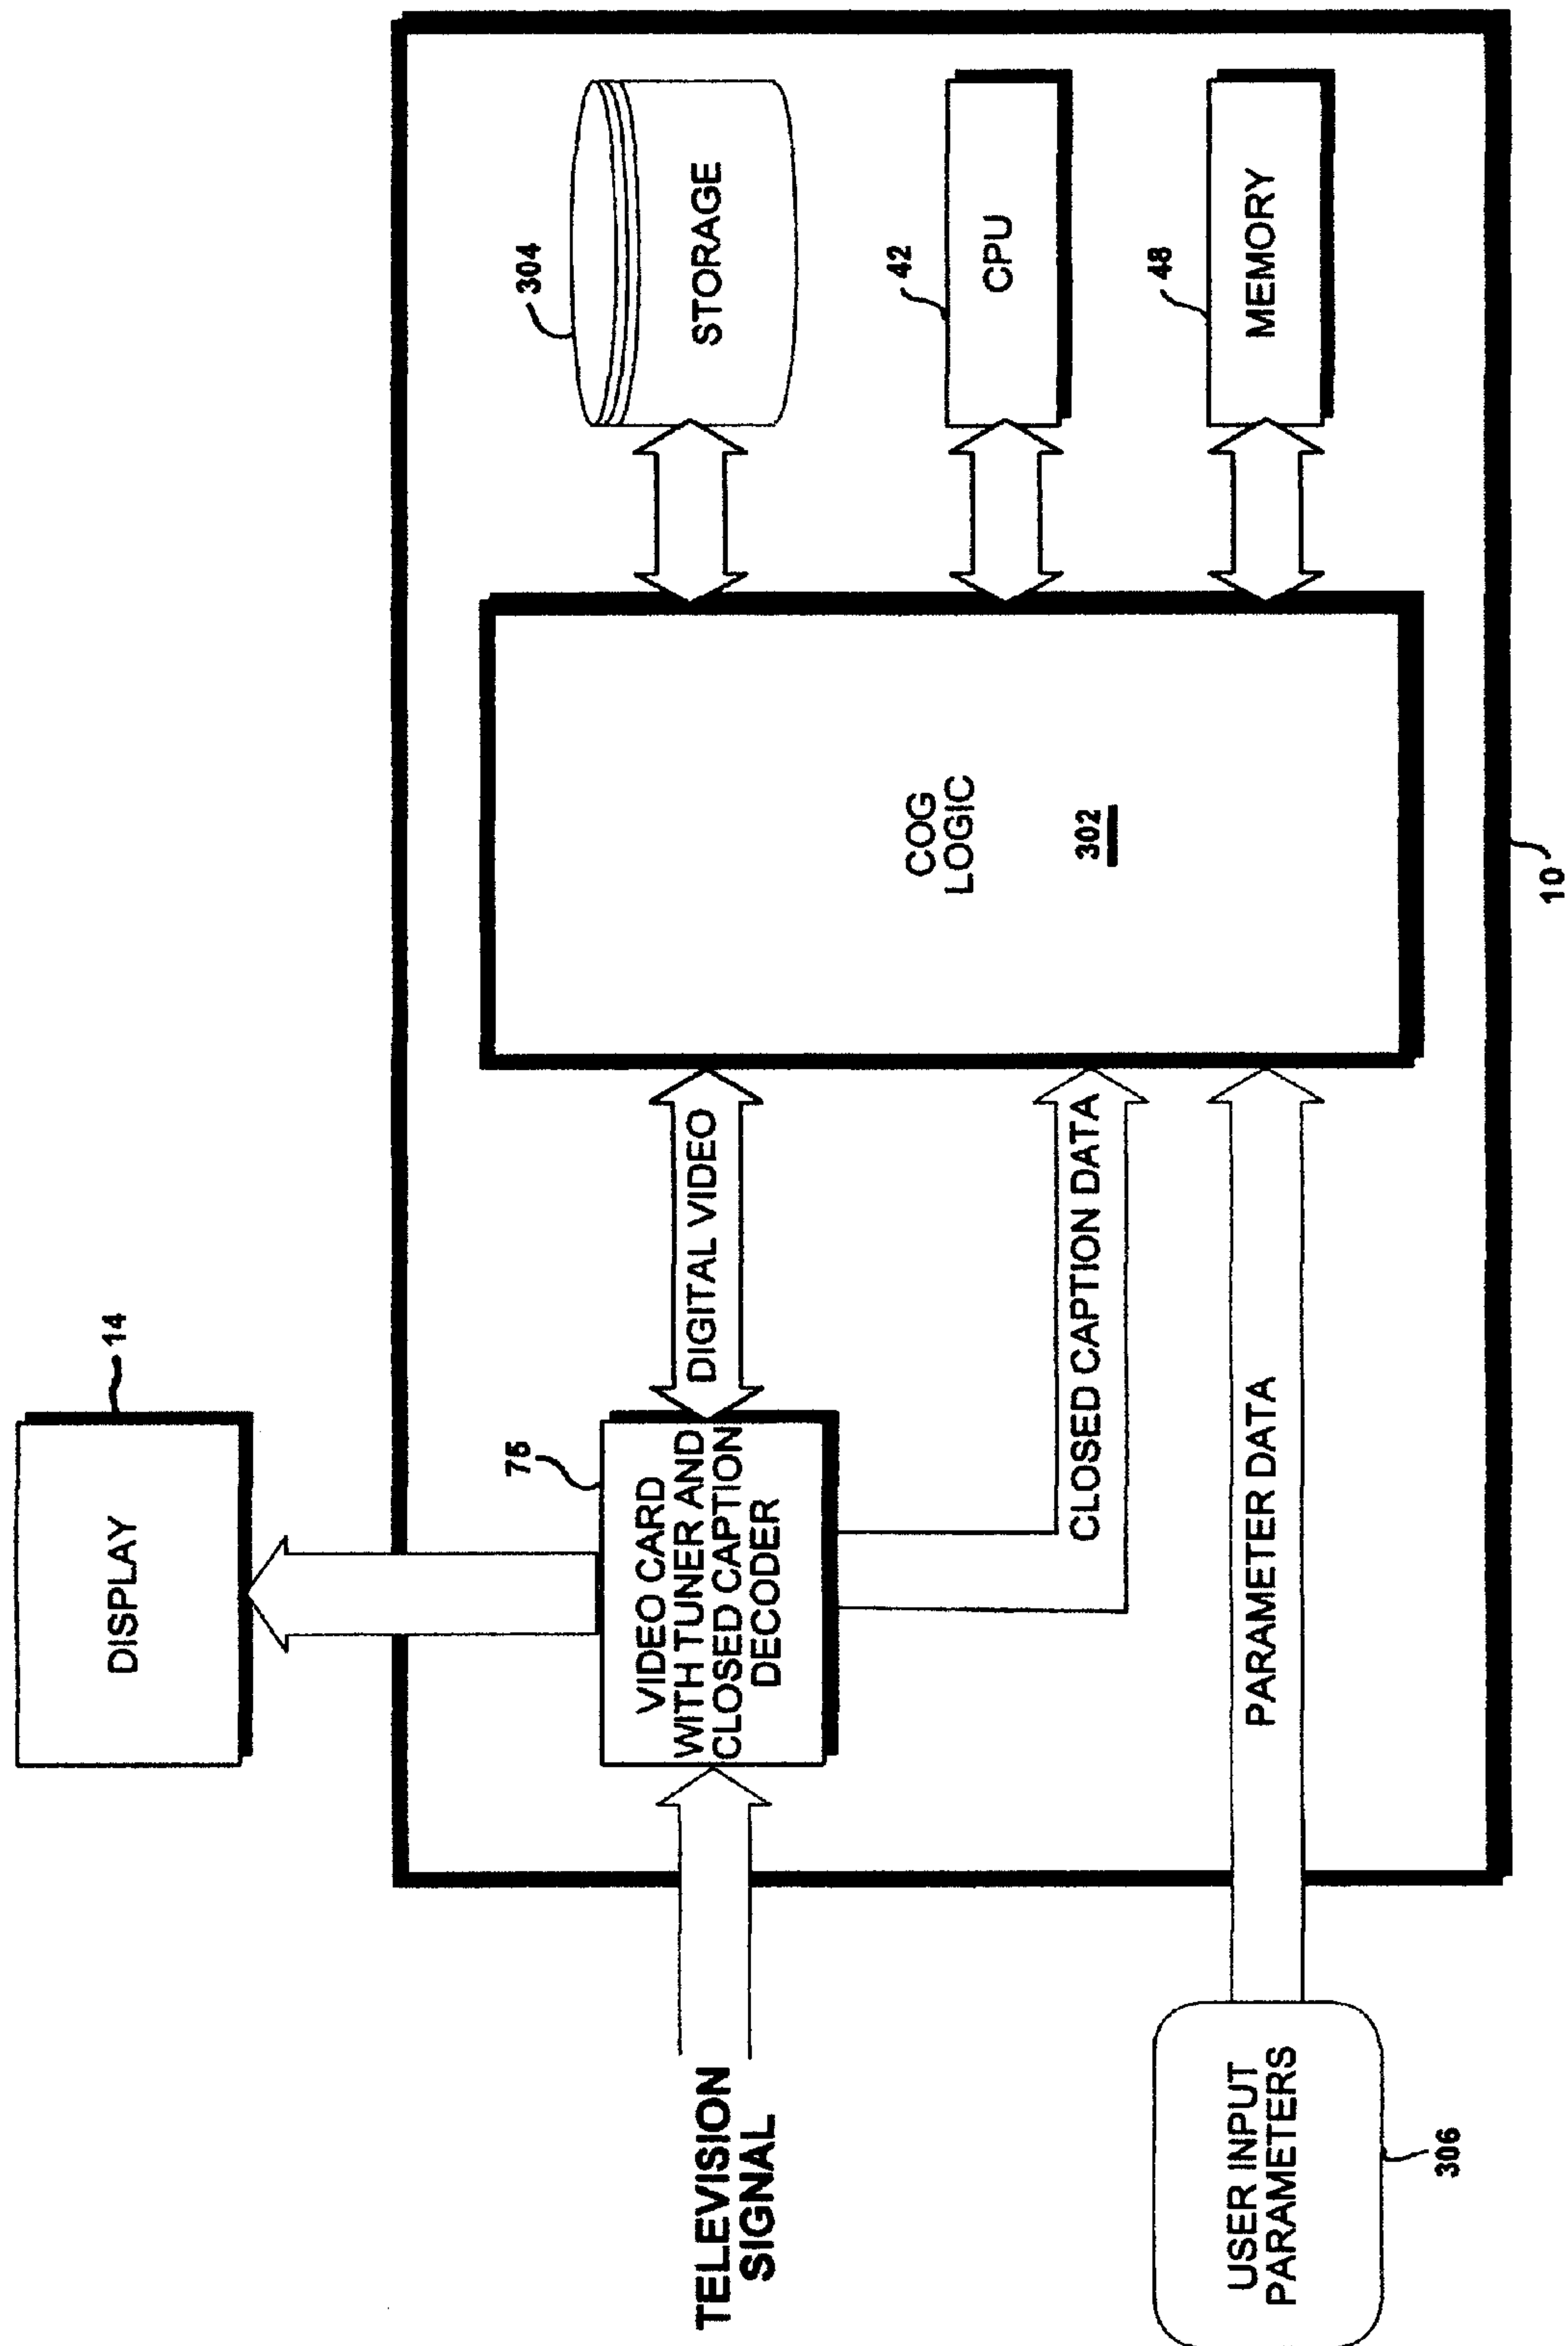 DISPLAY
14
TELEVISION
SIGNAL
75
VIDEO CARD
WITH TUNER AND
CLOSED CAPTION
DECODER
DIGITAL VIDEO
CLOSED CAPTION DATA
USER INPUT
PARAMETERS
306
PARAMETER DATA
COG
LOGIC
302
304
STORAGE
42
CPU
48
MEMORY
10